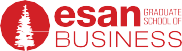 esan GRADUATE
SCHOOL OF
BUSINESS